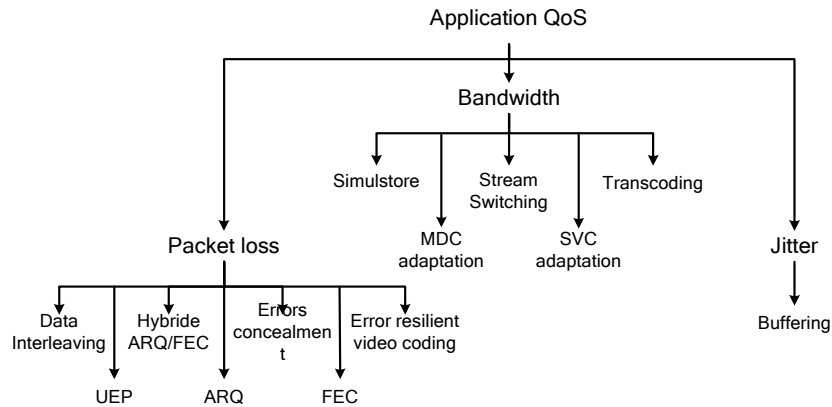 Application QoS
Bandwidth
Simulstore
Stream
Switching
Transcoding
MDC
adaptation
SVC
adaptation
Packet loss
Jitter
Data
Interleaving
Hybride
ARQ/FEC
Errors
concealmen
t
Error resilient
video coding
Buffering
UEP
ARQ
FEC